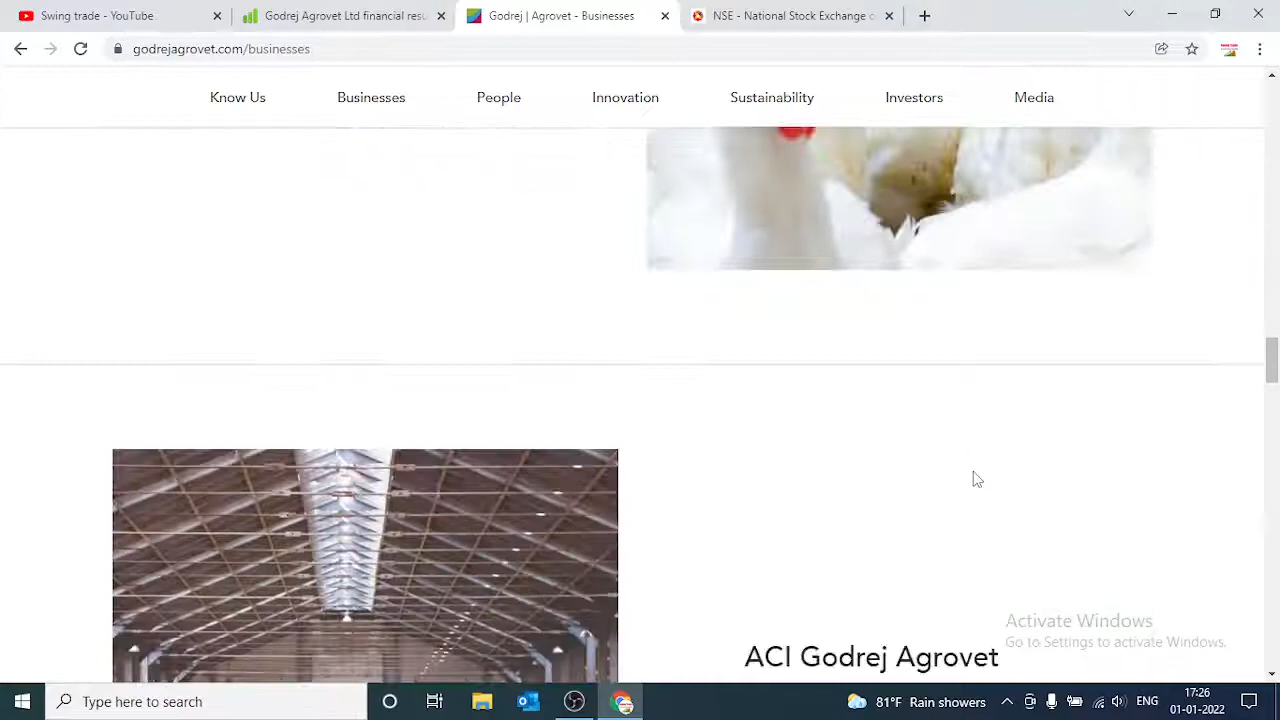 Swing trade - YouTube
Godrej Agrovet Ltd financial resu
Godrej | Agrovet - Businesses
NSE - National Stock Exchange o
godrejagrovet.com/businesses
Know Us
Businesses
People
Innovation
Sustainability
Investors
Media
ACI Godrej Agrovet
Activate Windows
Go to Settings to activate Windows.
Type here to search
81°F Rain showers
ENG
17:26
01-01-2022